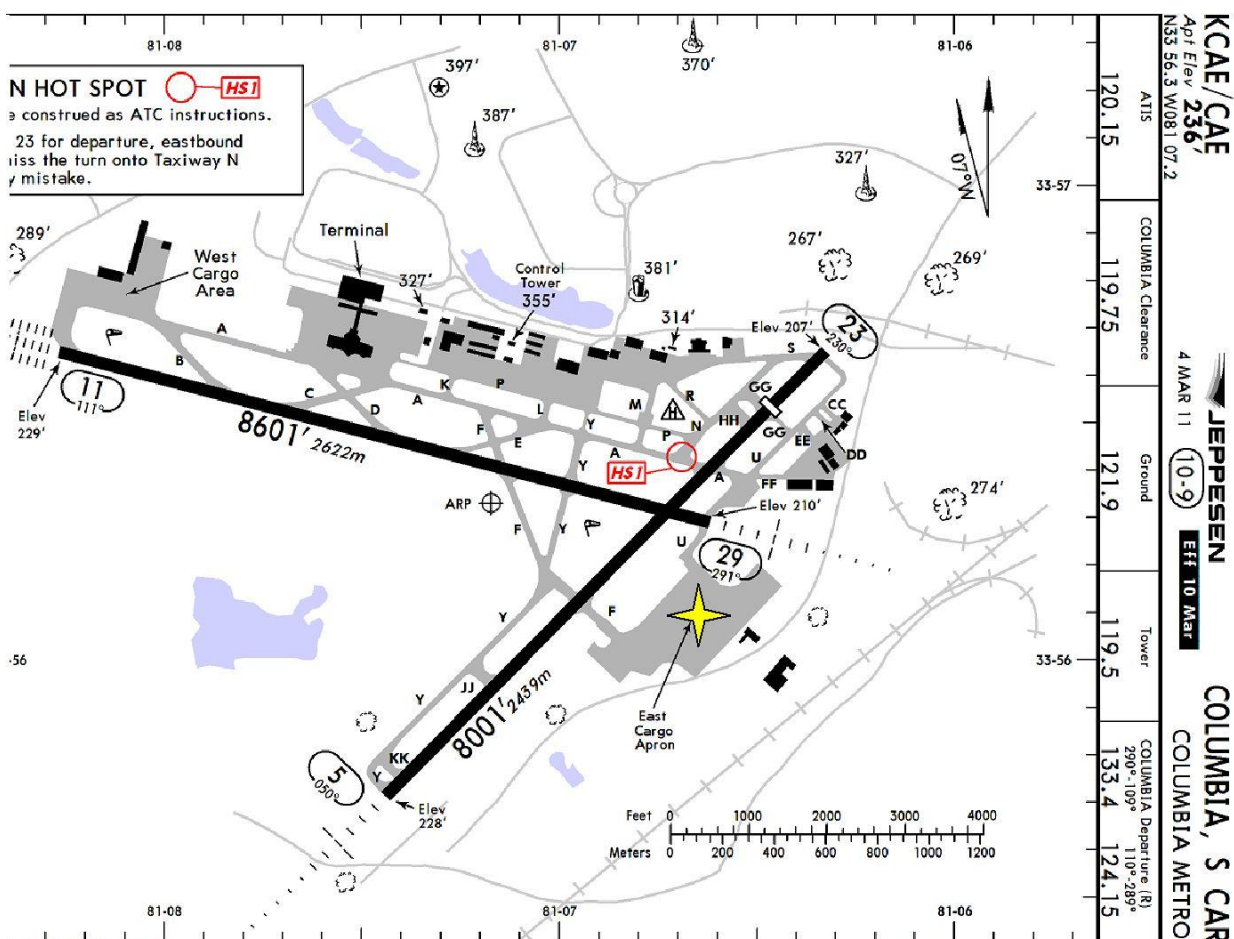 KCAE/CAE
Apt Elev 236'
N33 56.3 W081 07.2
JEPPESEN
4 MAR 11 10-9 Eff 10 Mar
COLUMBIA, S CAR
COLUMBIA METRO
ATIS
120.15
COLUMBIA Clearance
119.75
Ground
121.9
Tower
119.5
COLUMBIA Departure (R)
290°-109° 110°-289°
133.4 124.15
81-08 81-07 81-06
N HOT SPOT HS1
e construed as ATC instructions.
23 for departure, eastbound
iss the turn onto Taxiway N
y mistake.
397'
387'
370'
327'
07°W
33-57
289'
267'
269'
West
Cargo
Area
Terminal
327'
Control
Tower
355'
381'
314'
Elev 207'
23
230°
S
A
B
C
D
A
K
P
L
Y
M
H
R
N
P
GG
HH
GG
CC
EE
DD
U
FF
A
HS1
A
Y
F
E
11
111°
Elev
229'
8601' 2622m
ARP
F
Y
Elev 210'
U
29
291°
274'
F
Y
-56
33-56
Y
JJ
8001' 2439m
KK
Y
5
050°
Elev
228'
East
Cargo
Apron
Feet 0 1000 2000 3000 4000
Meters 0 200 400 600 800 1000 1200
81-08 81-07 81-06